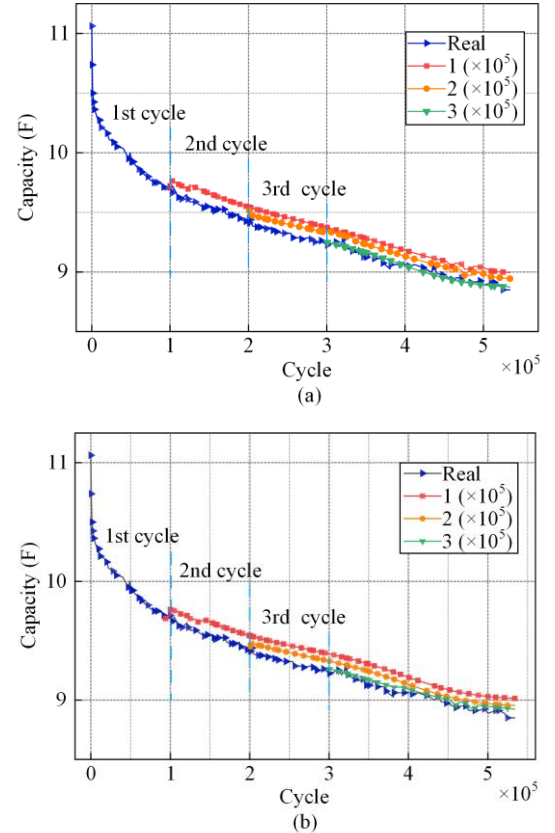 11
10
9
Capacity (F)
1st cycle
2nd cycle
3rd cycle
Real
1 (×10⁵)
2 (×10⁵)
3 (×10⁵)
0 1 2 3 4 5
×10⁵
Cycle
(a)
11
10
9
Capacity (F)
1st cycle
2nd cycle
3rd cycle
Real
1 (×10⁵)
2 (×10⁵)
3 (×10⁵)
0 1 2 3 4 5
×10⁵
Cycle
(b)